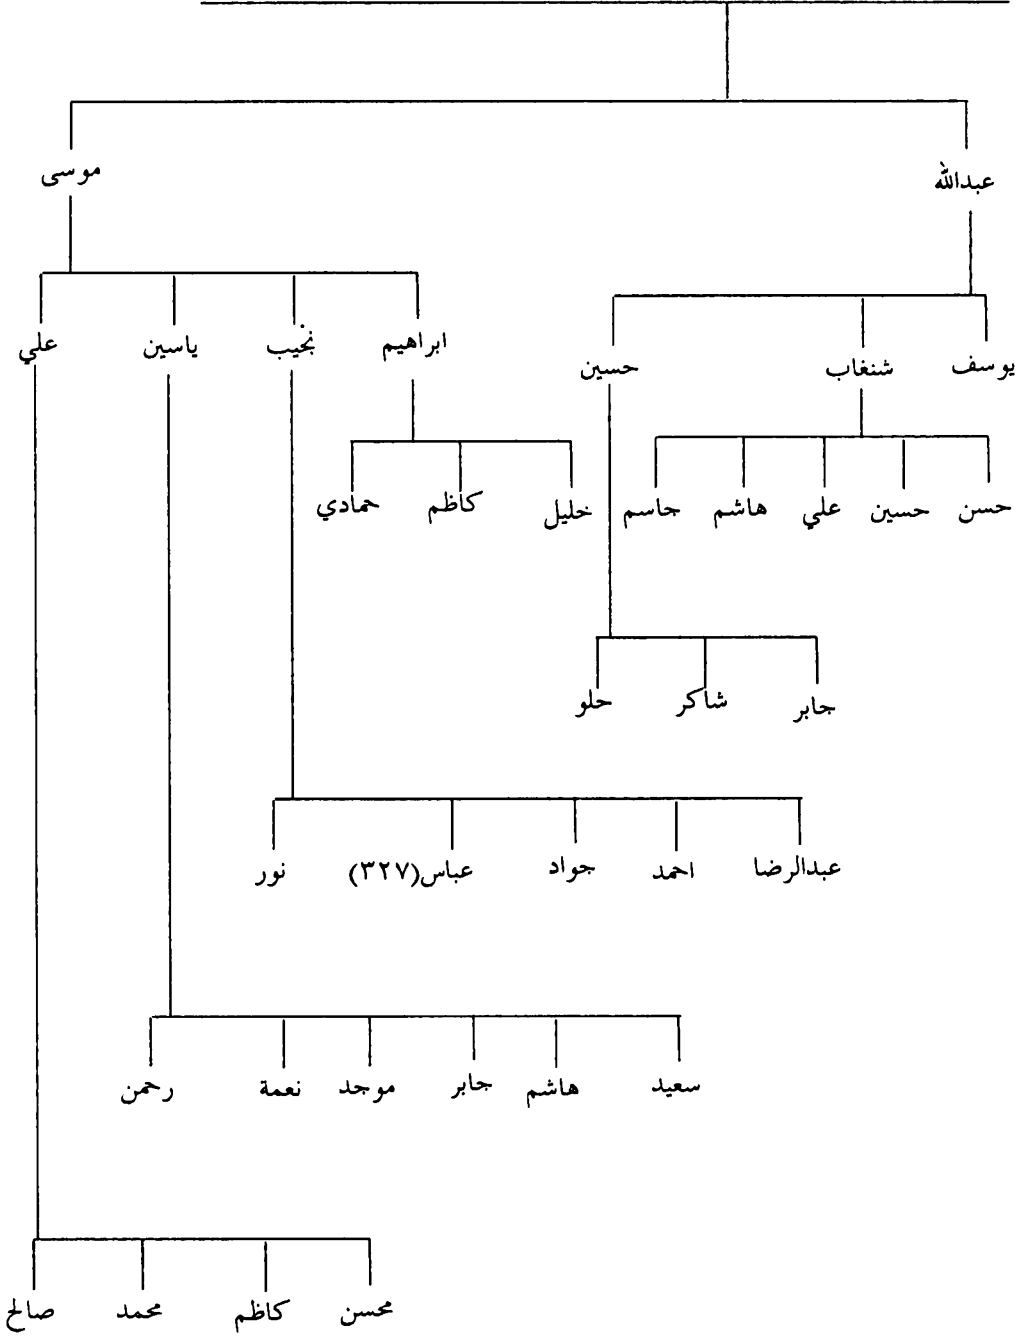 عبدالله موسى
ابراهيم نجيب ياسين علي
يوسف شنغاب حسين
خليل كاظم حمادي
حسن حسين علي هاشم جاسم
جابر شاكر حلو
عبدالرضا احمد جواد عباس(٣٢٧) نور
سعيد هاشم جابر موجد نعمة رحمن
محسن كاظم محمد صالح